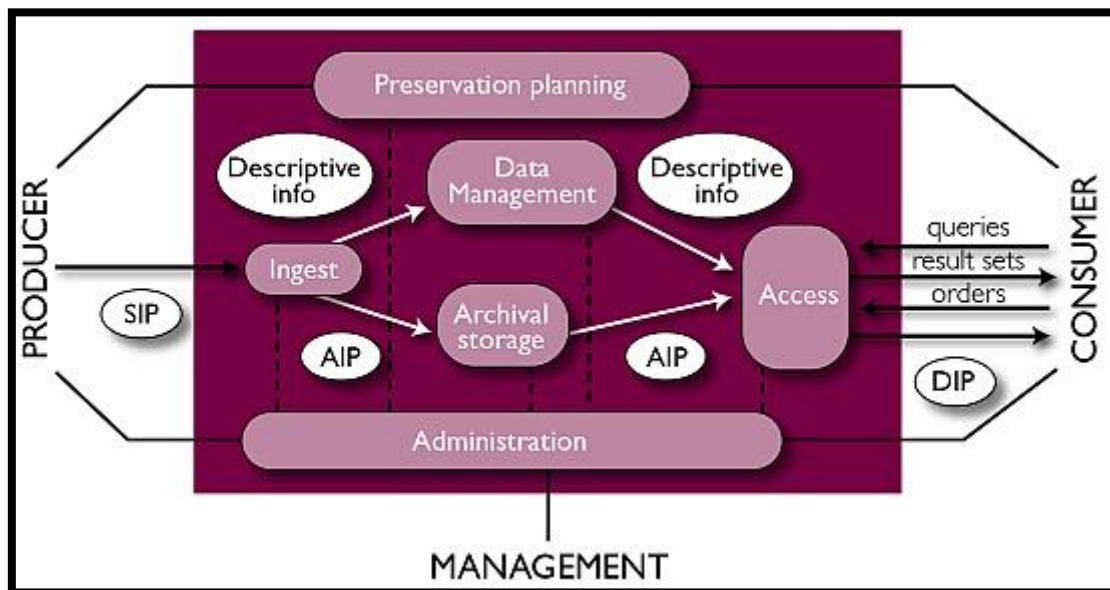 Preservation planning
Descriptive
info
Data
Management
Descriptive
info
PRODUCER
SIP
Ingest
AIP
Archival
storage
AIP
Access
queries
result sets
orders
DIP
CONSUMER
Administration
MANAGEMENT